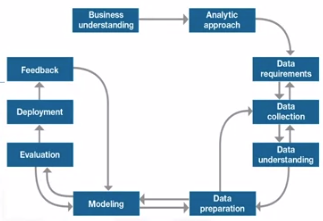 Business
understanding
Analytic
approach
Feedback
Data
requirements
Deployment
Data
collection
Evaluation
Data
understanding
Modeling
Data
preparation